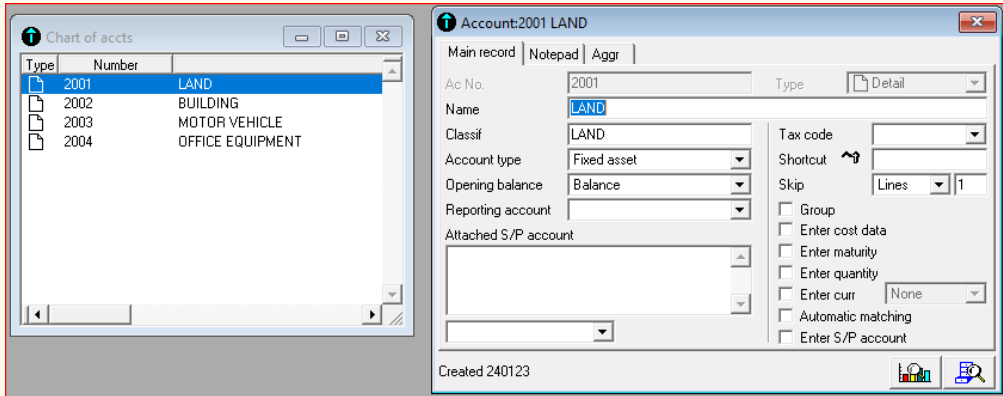 Chart of accts
Type Number
2001 LAND
2002 BUILDING
2003 MOTOR VEHICLE
2004 OFFICE EQUIPMENT
Account:2001 LAND
Main record Notepad Aggr
Ac No. 2001 Type Detail
Name LAND
Classif LAND Tax code
Account type Fixed asset Shortcut
Opening balance Balance Skip Lines 1
Reporting account Group
Attached S/P account Enter cost data
Enter maturity
Enter quantity
Enter curr None
Automatic matching
Enter S/P account
Created 240123